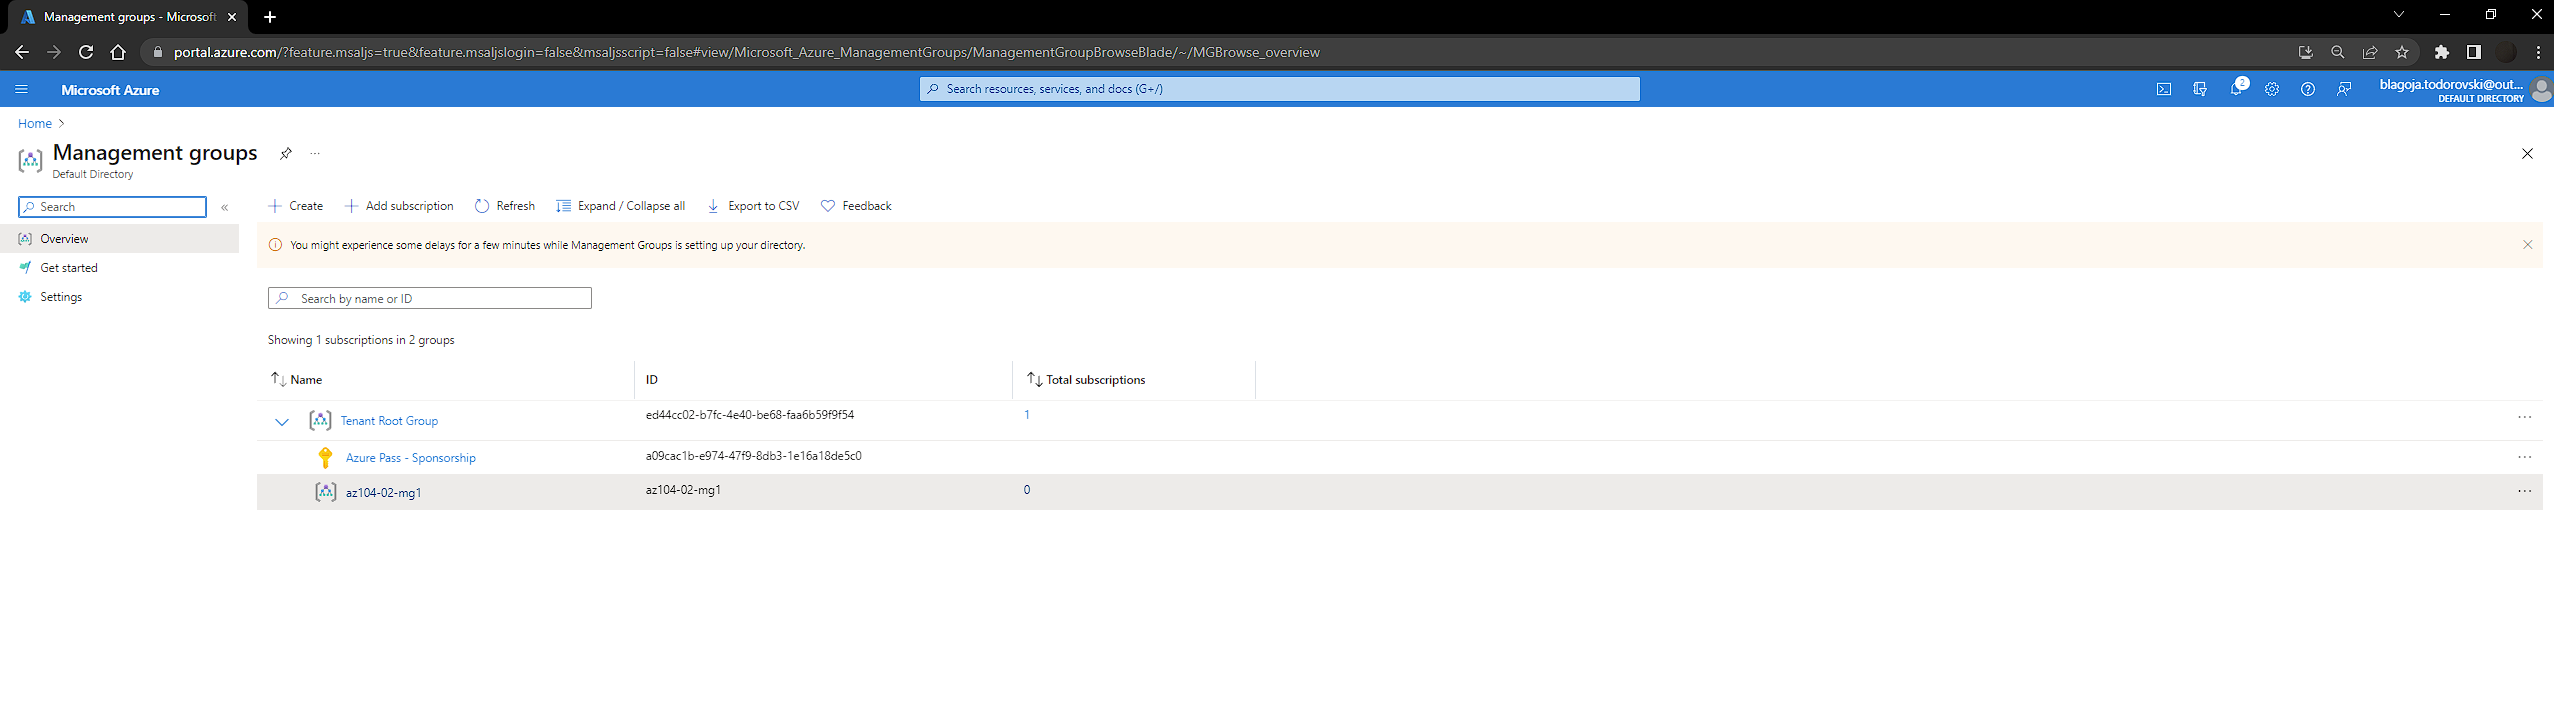 Management groups - Microsoft
portal.azure.com/?feature.msaljs=true&feature.msaljslogin=false&msaljsscript=false#view/Microsoft_Azure_ManagementGroups/ManagementGroupBrowseBlade/~/MGBrowse_overview
Microsoft Azure
Search resources, services, and docs (G+/)
2
blagoja.todorovski@out...
DEFAULT DIRECTORY
Home
Management groups
Default Directory
Search
Create
Add subscription
Refresh
Expand / Collapse all
Export to CSV
Feedback
Overview
Get started
Settings
You might experience some delays for a few minutes while Management Groups is setting up your directory.
Search by name or ID
Showing 1 subscriptions in 2 groups
Name ID Total subscriptions
Tenant Root Group ed44cc02-b7fc-4e40-be68-faa6b59f9f54 1
Azure Pass - Sponsorship a09cac1b-e974-47f9-8db3-1e16a18de5c0
az104-02-mg1 az104-02-mg1 0